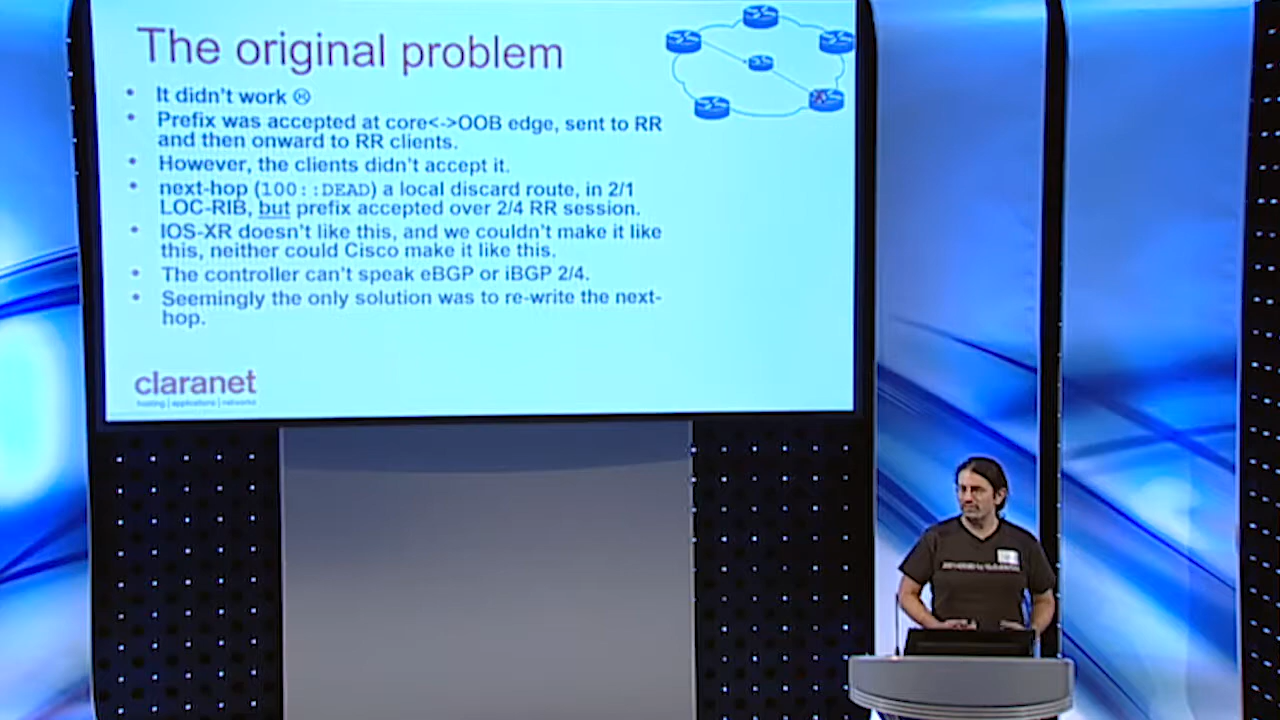 The original problem
• It didn't work ☹
• Prefix was accepted at core<->OOB edge, sent to RR
and then onward to RR clients.
• However, the clients didn't accept it.
• next-hop (100::DEAD) a local discard route, in 2/1
LOC-RIB, but prefix accepted over 2/4 RR session.
• IOS-XR doesn't like this, and we couldn't make it like
this, neither could Cisco make it like this.
• The controller can't speak eBGP or iBGP 2/4.
• Seemingly the only solution was to re-write the next-
hop.
claranet
hosting | applications | networks